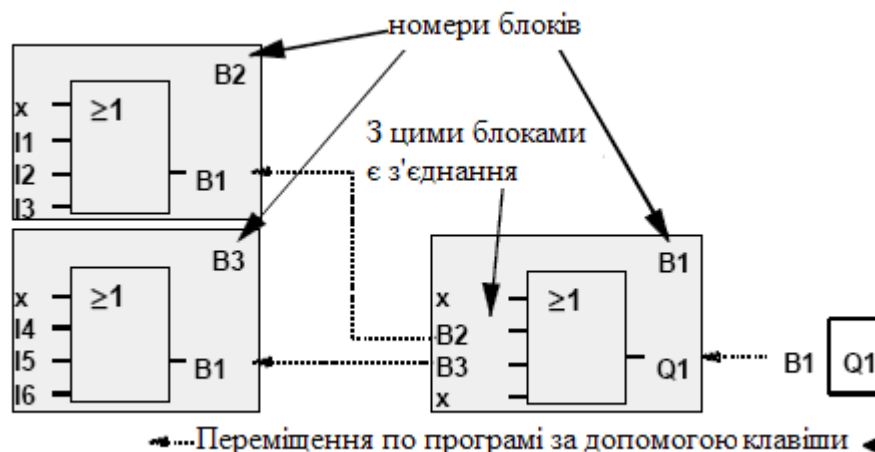 номери блоків
B2
≥1
x
I1
I2
I3
B1
З цими блоками
є з'єднання
B3
≥1
x
I4
I5
I6
B1
B1
≥1
x
B2
B3
x
Q1
B1
Q1
Переміщення по програмі за допомогою клавіши